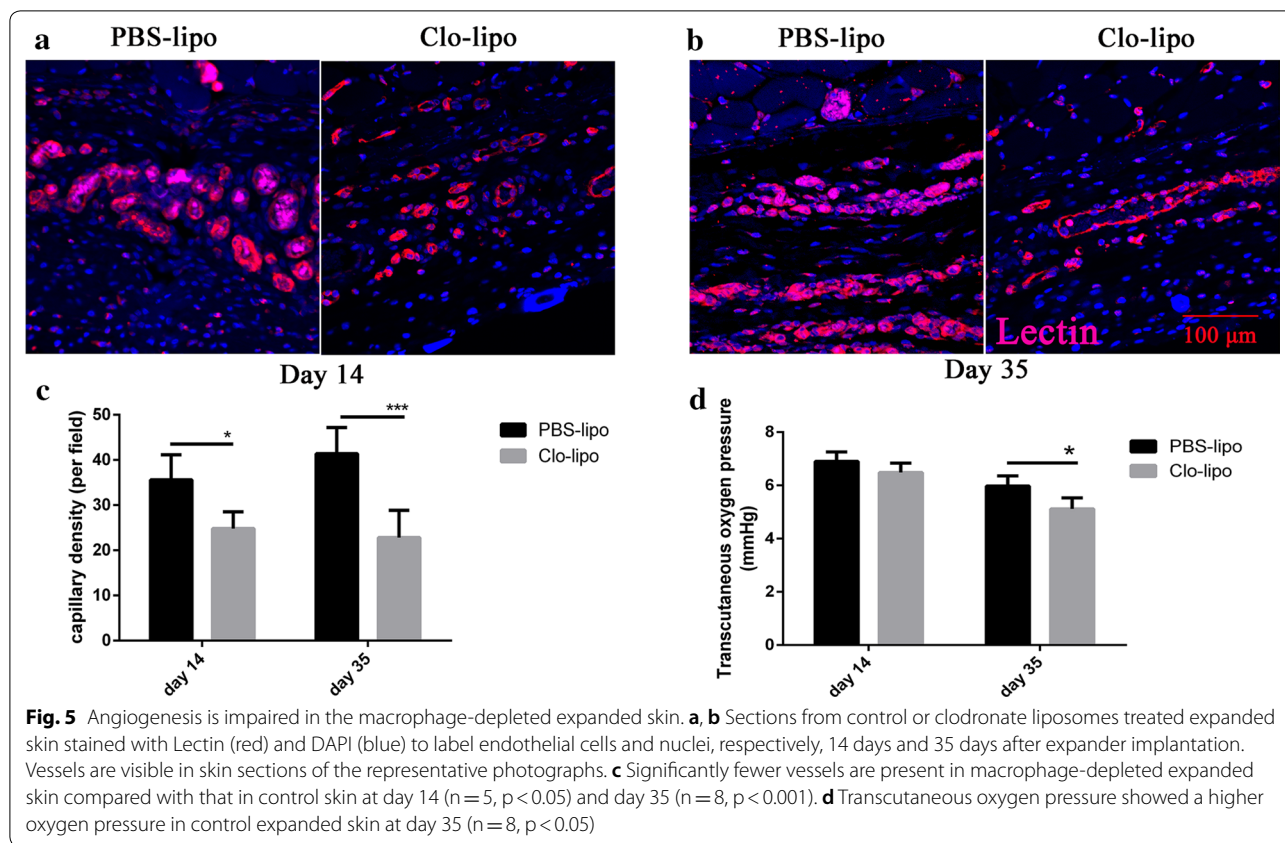 a
PBS-lipo
Clo-lipo
b
PBS-lipo
Clo-lipo
Lectin
100 μm
Day 14
Day 35
c
capillary density (per field)
50
40
30
20
10
0
*
***
PBS-lipo
Clo-lipo
day 14
day 35
d
Transcutaneous oxygen pressure
(mmHg)
8
6
4
2
0
*
PBS-lipo
Clo-lipo
day 14
day 35
Fig. 5 Angiogenesis is impaired in the macrophage-depleted expanded skin. a, b Sections from control or clodronate liposomes treated expanded
skin stained with Lectin (red) and DAPI (blue) to label endothelial cells and nuclei, respectively, 14 days and 35 days after expander implantation.
Vessels are visible in skin sections of the representative photographs. c Significantly fewer vessels are present in macrophage-depleted expanded
skin compared with that in control skin at day 14 (n = 5, p < 0.05) and day 35 (n = 8, p < 0.001). d Transcutaneous oxygen pressure showed a higher
oxygen pressure in control expanded skin at day 35 (n = 8, p < 0.05)